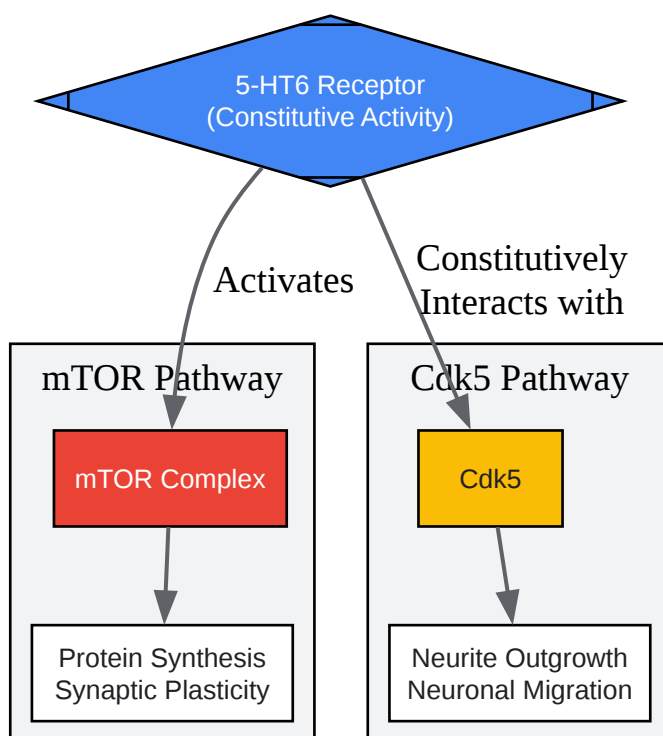 5-HT6 Receptor
(Constitutive Activity)
Activates
Constitutively
Interacts with
mTOR Pathway
mTOR Complex
Protein Synthesis
Synaptic Plasticity
Cdk5 Pathway
Cdk5
Neurite Outgrowth
Neuronal Migration